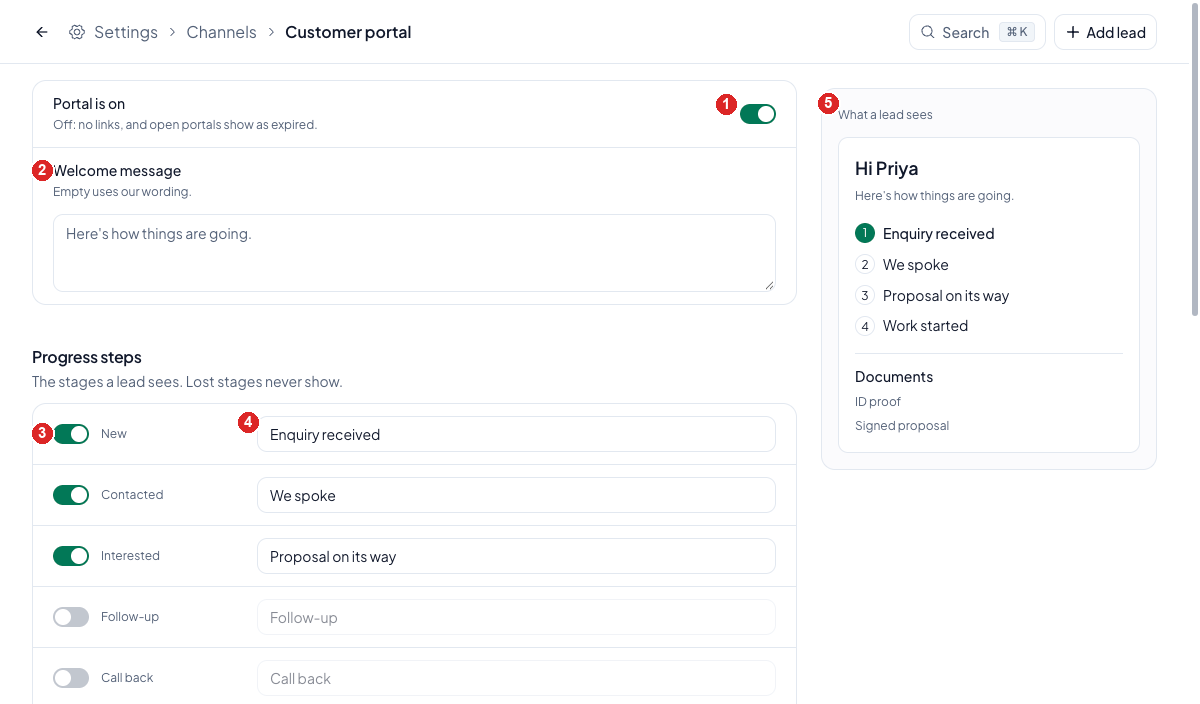 Settings > Channels > Customer portal
Search ⌘ K
+ Add lead
Portal is on
Off: no links, and open portals show as expired.
1
2
Welcome message
Empty uses our wording.
Here's how things are going.
Progress steps
The stages a lead sees. Lost stages never show.
3
New
4
Enquiry received
Contacted
We spoke
Interested
Proposal on its way
Follow-up
Follow-up
Call back
Call back
5
What a lead sees
Hi Priya
Here's how things are going.
1 Enquiry received
2 We spoke
3 Proposal on its way
4 Work started
Documents
ID proof
Signed proposal